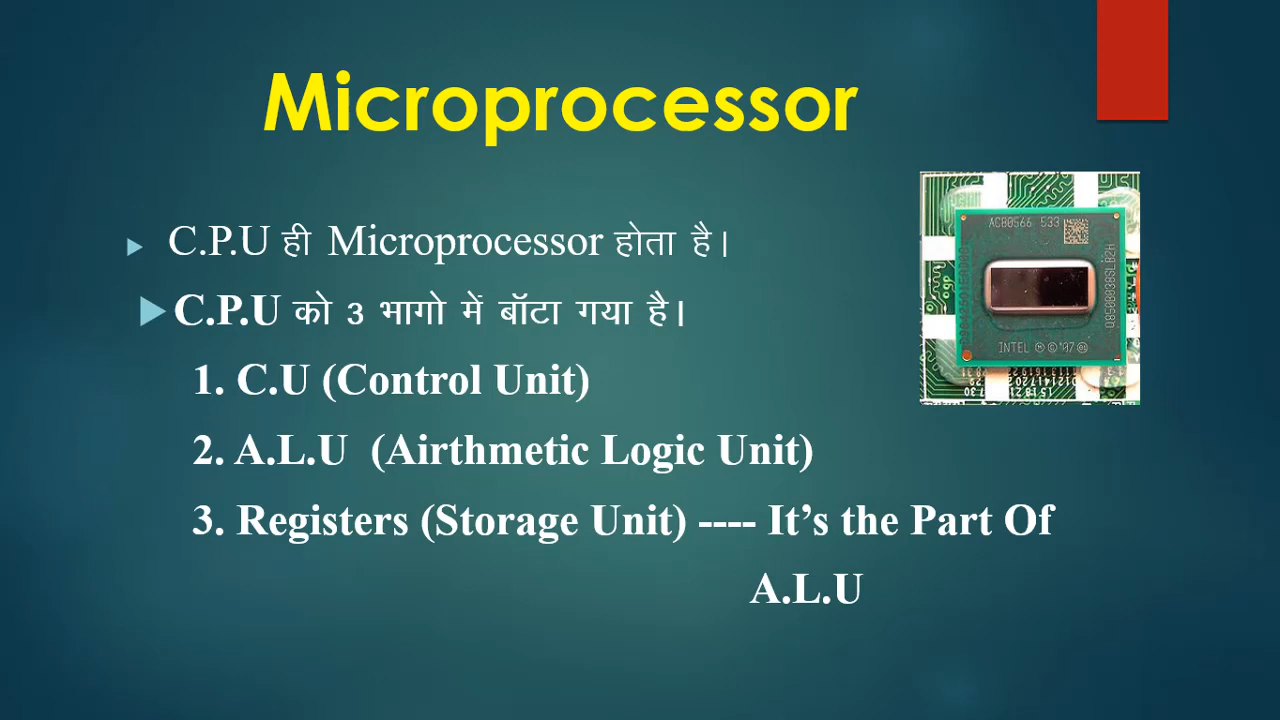 Microprocessor
C.P.U ही Microprocessor होता है।
C.P.U को 3 भागो में बॉटा गया है।
1. C.U (Control Unit)
2. A.L.U (Airthmetic Logic Unit)
3. Registers (Storage Unit) ---- It’s the Part Of
A.L.U
AC80566 533
INTEL Ⓜ © '07